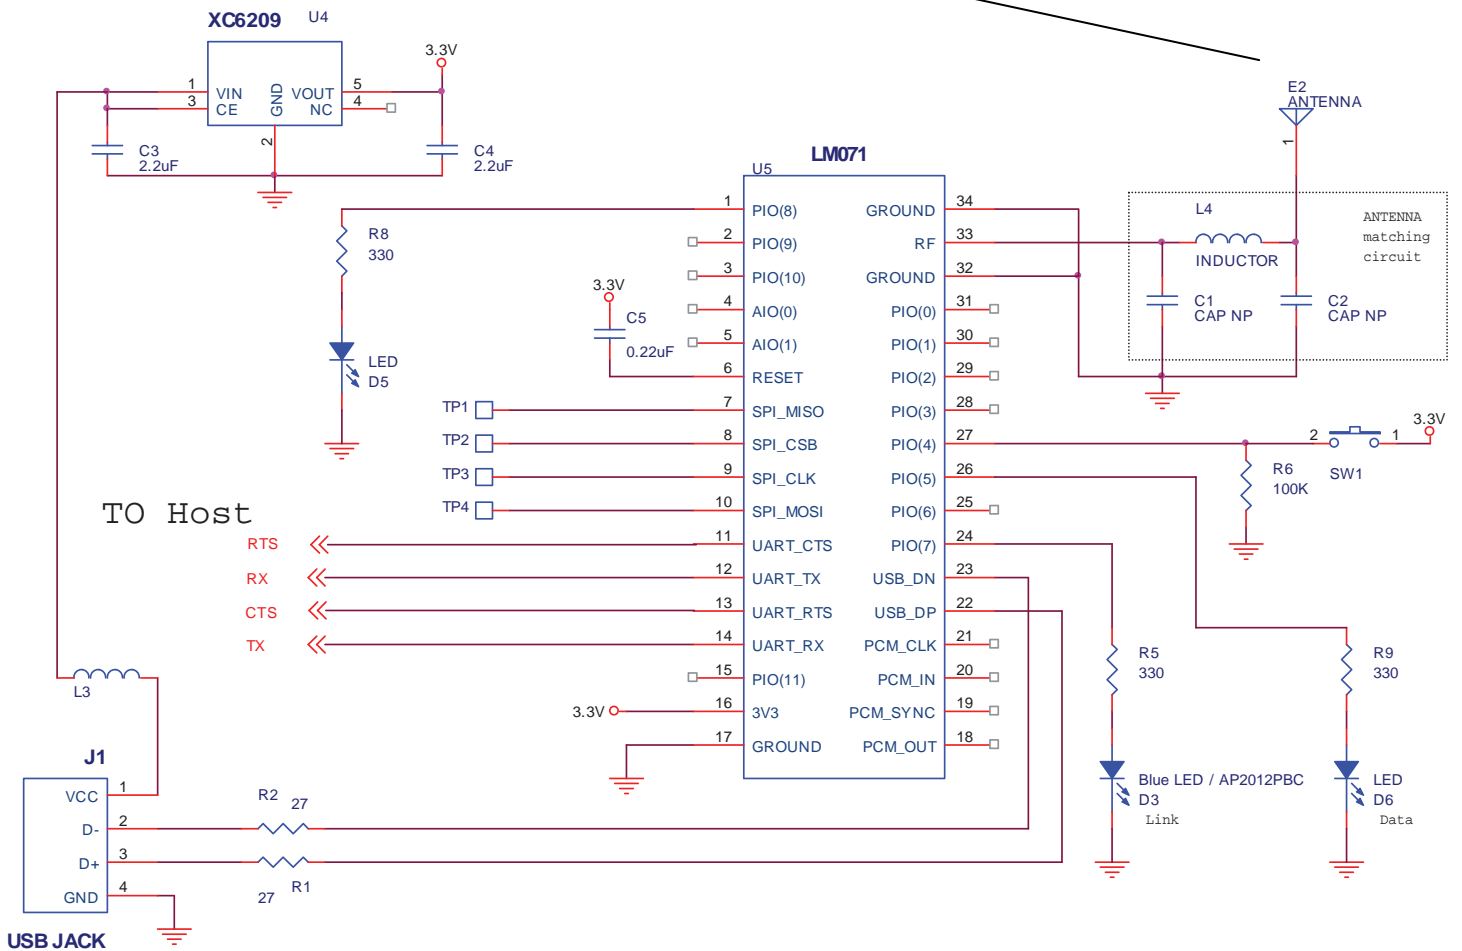 XC6209 U4
3.3V
1 VIN VOUT 5
3 CE GND NC 4
2
C3
2.2uF
C4
2.2uF
E2
ANTENNA
1
LM071
U5
1 PIO(8) GROUND 34
2 PIO(9) RF 33
3 PIO(10) GROUND 32
4 AIO(0) PIO(0) 31
5 AIO(1) PIO(1) 30
6 RESET PIO(2) 29
7 SPI_MISO PIO(3) 28
8 SPI_CSB PIO(4) 27
9 SPI_CLK PIO(5) 26
10 SPI_MOSI PIO(6) 25
11 UART_CTS PIO(7) 24
12 UART_TX USB_DN 23
13 UART_RTS USB_DP 22
14 UART_RX PCM_CLK 21
15 PIO(11) PCM_IN 20
16 3V3 PCM_SYNC 19
17 GROUND PCM_OUT 18
R8
330
LED
D5
3.3V
C5
0.22uF
TP1
TP2
TP3
TP4
TO Host
RTS
RX
CTS
TX
3.3V
L4
INDUCTOR
ANTENNA
matching
circuit
C1
CAP NP
C2
CAP NP
3.3V
2 1
SW1
R6
100K
R5
330
R9
330
Blue LED / AP2012PBC
D3
Link
LED
D6
Data
L3
J1
VCC 1
D- 2
D+ 3
GND 4
R2
27
R1
27
USB JACK